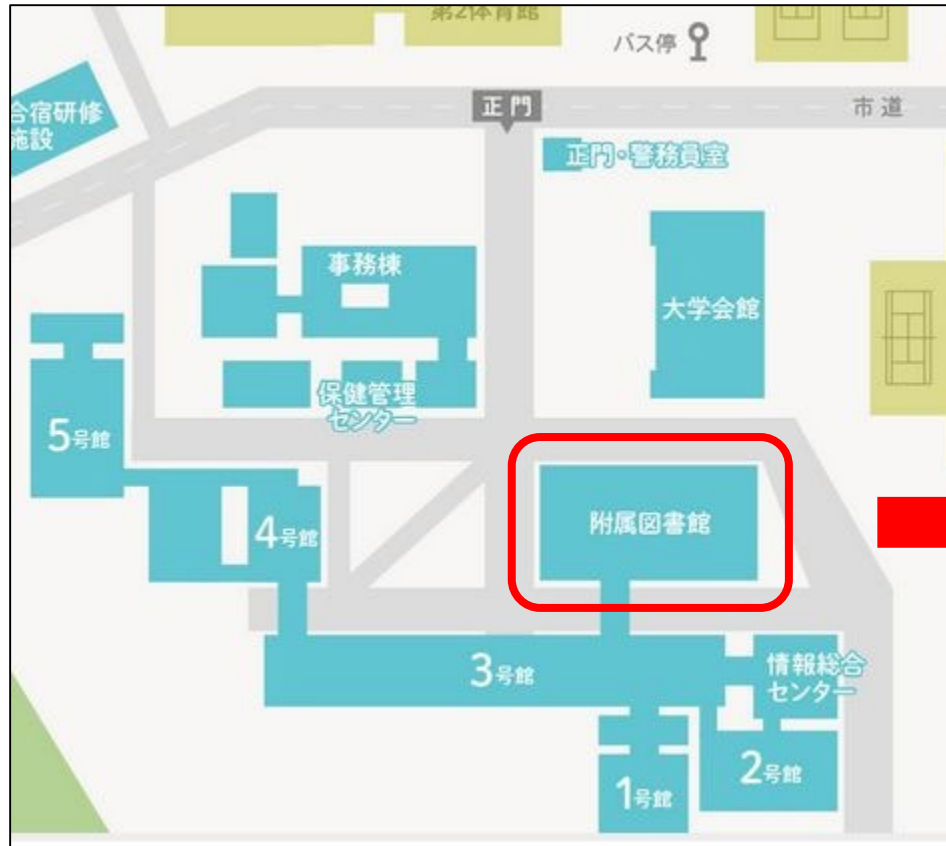 第2体育館
バス停
合宿研修
施設
正門
市道
正門・警務員室
事務棟
大学会館
保健管理
センター
5号館
附属図書館
4号館
3号館
情報総合
センター
2号館
1号館